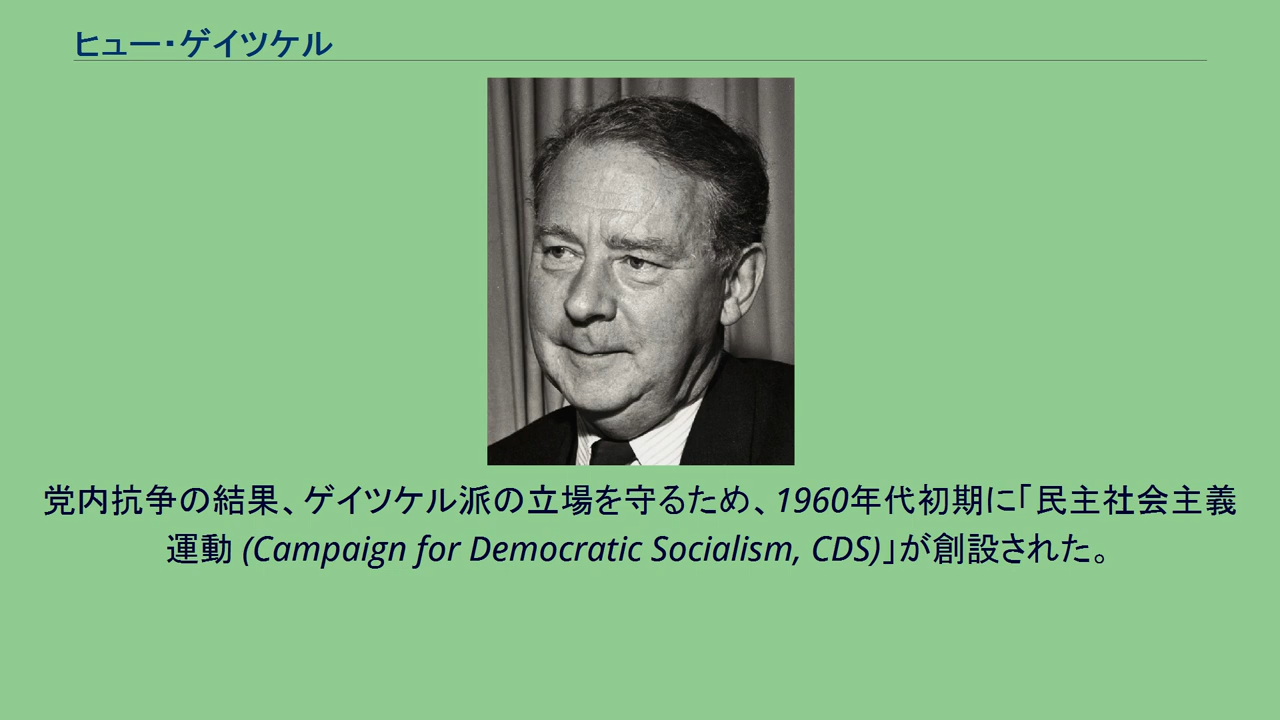 ヒュー・ゲイツケル
党内抗争の結果、ゲイツケル派の立場を守るため、1960年代初期に「民主社会主義
運動 (Campaign for Democratic Socialism, CDS)」が創設された。